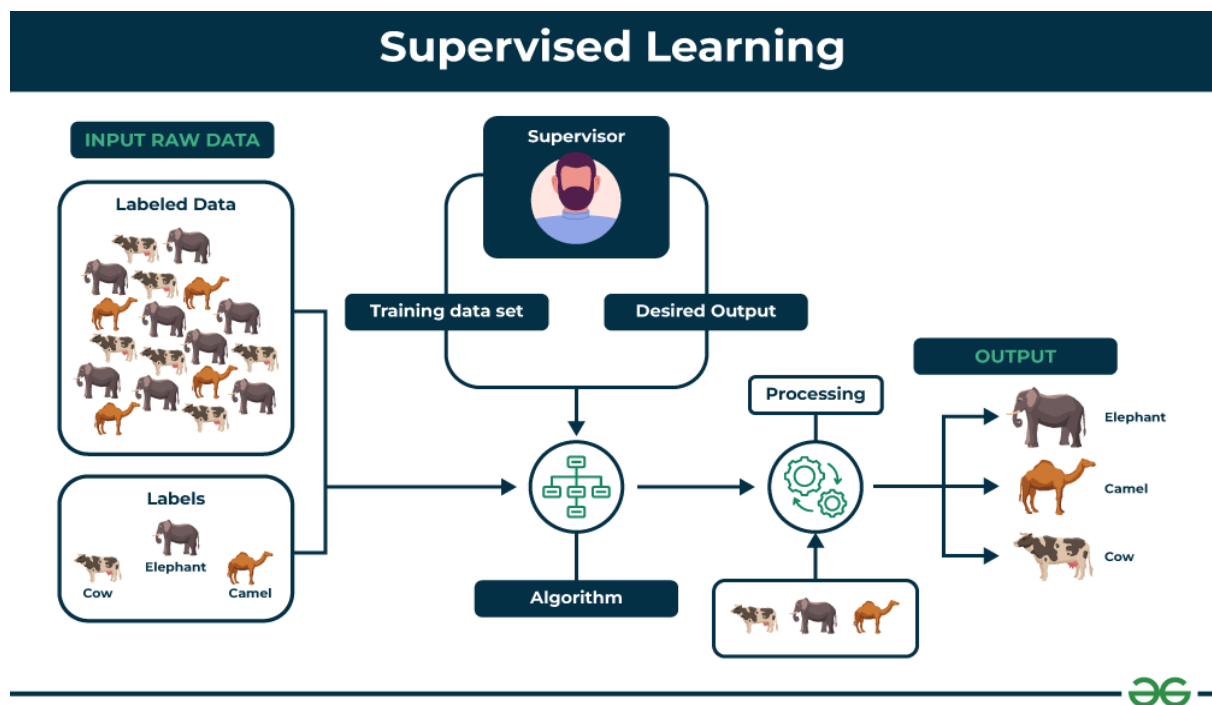 Supervised Learning
INPUT RAW DATA
Labeled Data
Labels
Cow
Elephant
Camel
Supervisor
Training data set
Desired Output
Algorithm
Processing
OUTPUT
Elephant
Camel
Cow